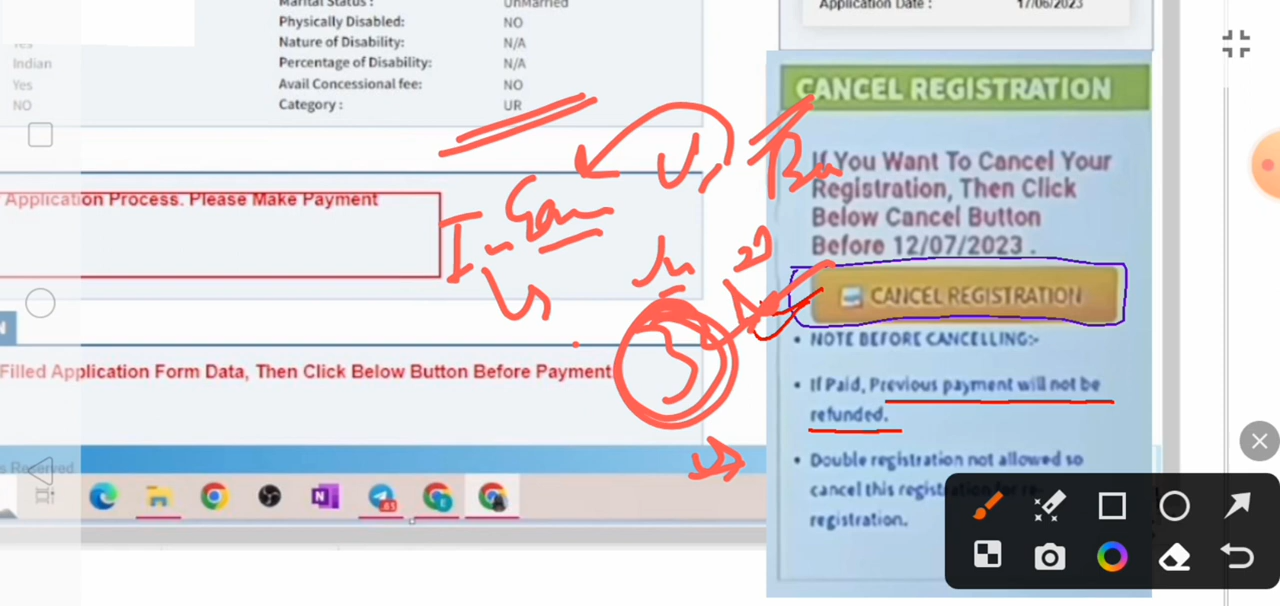 Marital Status : UnMarried
Physically Disabled: NO
Yes Nature of Disability: N/A
Indian Percentage of Disability: N/A
Yes Avail Concessional fee: NO
NO Category : UR
Application Process. Please Make Payment
Filled Application Form Data, Then Click Below Button Before Payment
s Reserved
Application Date : 17/06/2023
CANCEL REGISTRATION
If You Want To Cancel Your
Registration, Then Click
Below Cancel Button
Before 12/07/2023 .
CANCEL REGISTRATION
• NOTE BEFORE CANCELLING:-
• If Paid, Previous payment will not be
refunded.
• Double registration not allowed so
cancel this registration for re-
registration.
3